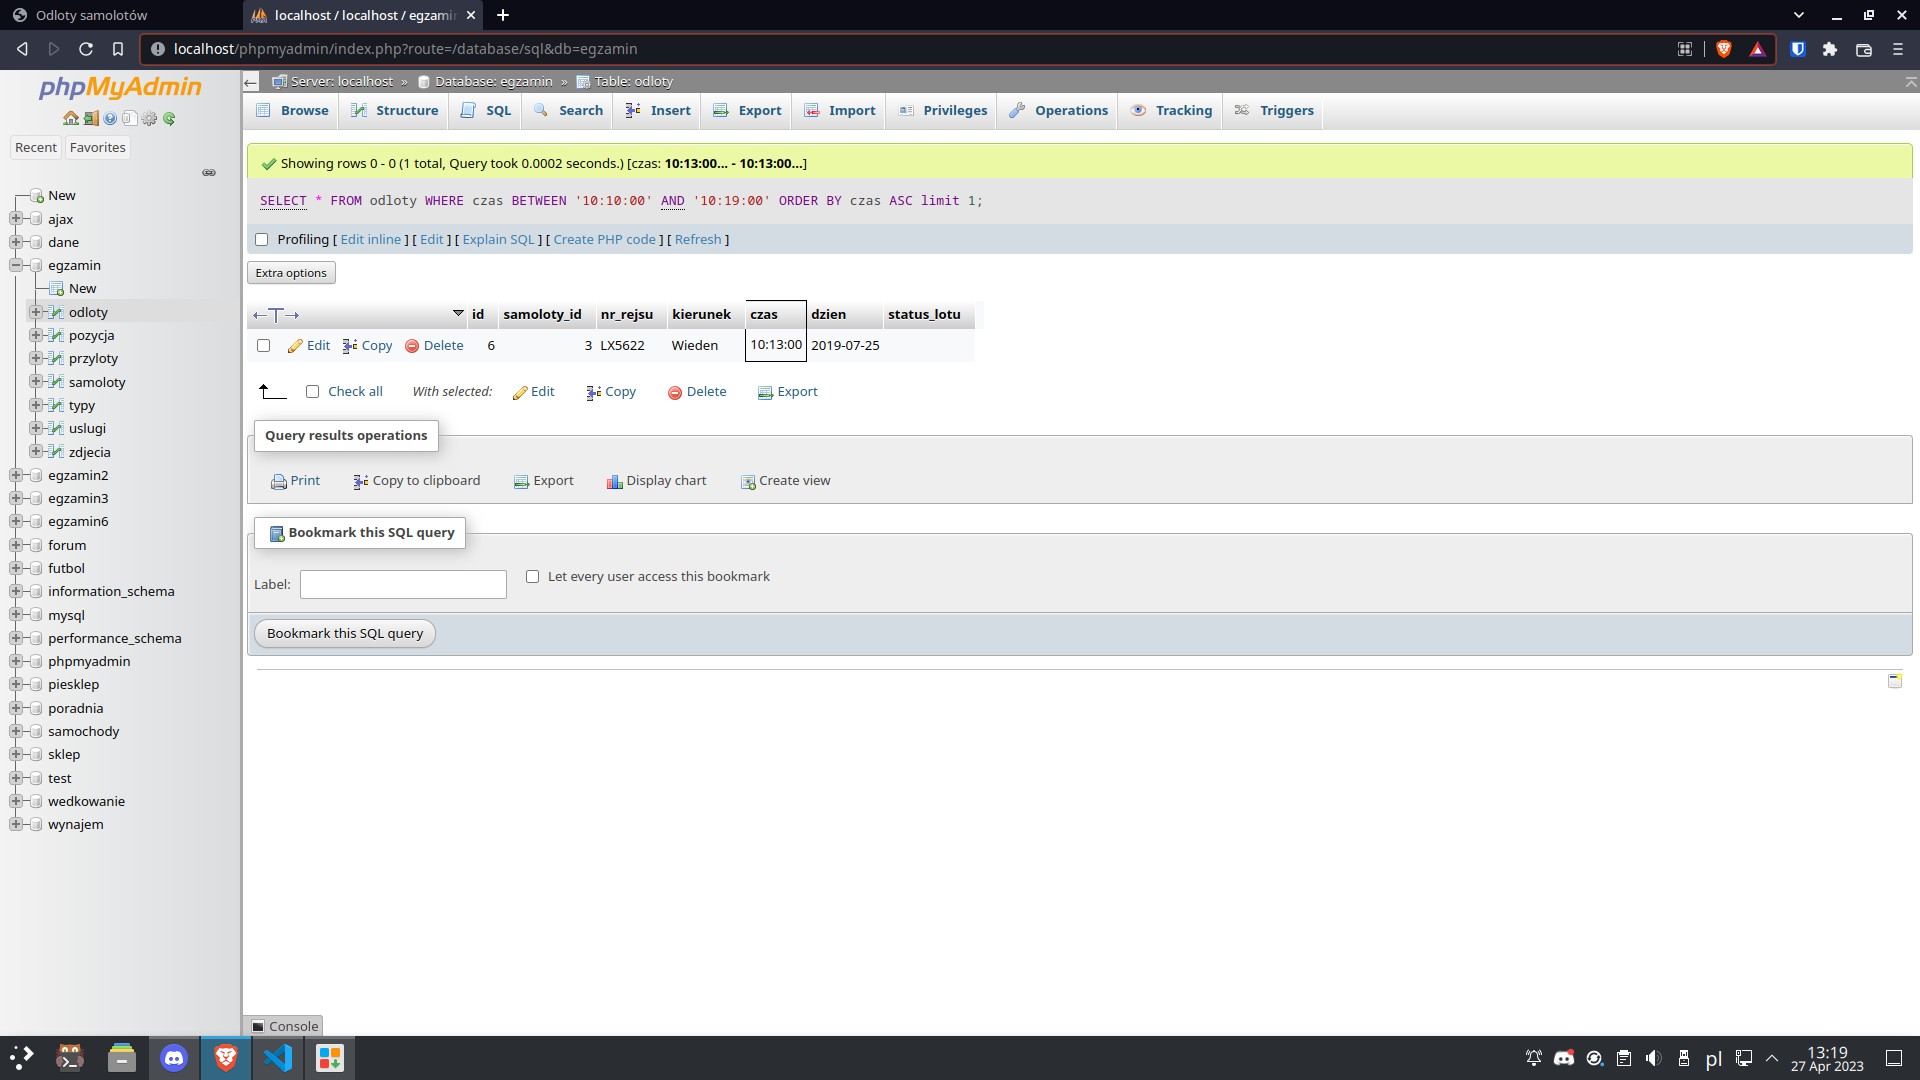 Odloty samolotów
localhost / localhost / egzamin
localhost/phpmyadmin/index.php?route=/database/sql&db=egzamin
phpMyAdmin
Recent
Favorites
New
ajax
dane
egzamin
New
odloty
pozycja
przyloty
samoloty
typy
uslugi
zdjecia
egzamin2
egzamin3
egzamin6
forum
futbol
information_schema
mysql
performance_schema
phpmyadmin
piesklep
poradnia
samochody
sklep
test
wedkowanie
wynajem
Server: localhost » Database: egzamin » Table: odloty
Browse Structure SQL Search Insert Export Import Privileges Operations Tracking Triggers
Showing rows 0 - 0 (1 total, Query took 0.0002 seconds.) [czas: 10:13:00... - 10:13:00...]
SELECT * FROM odloty WHERE czas BETWEEN '10:10:00' AND '10:19:00' ORDER BY czas ASC limit 1;
Profiling [ Edit inline ] [ Edit ] [ Explain SQL ] [ Create PHP code ] [ Refresh ]
Extra options
id samoloty_id nr_rejsu kierunek czas dzien status_lotu
Edit Copy Delete 6 3 LX5622 Wieden 10:13:00 2019-07-25
Check all With selected: Edit Copy Delete Export
Query results operations
Print Copy to clipboard Export Display chart Create view
Bookmark this SQL query
Label:
Let every user access this bookmark
Bookmark this SQL query
Console
pl
13:19
27 Apr 2023